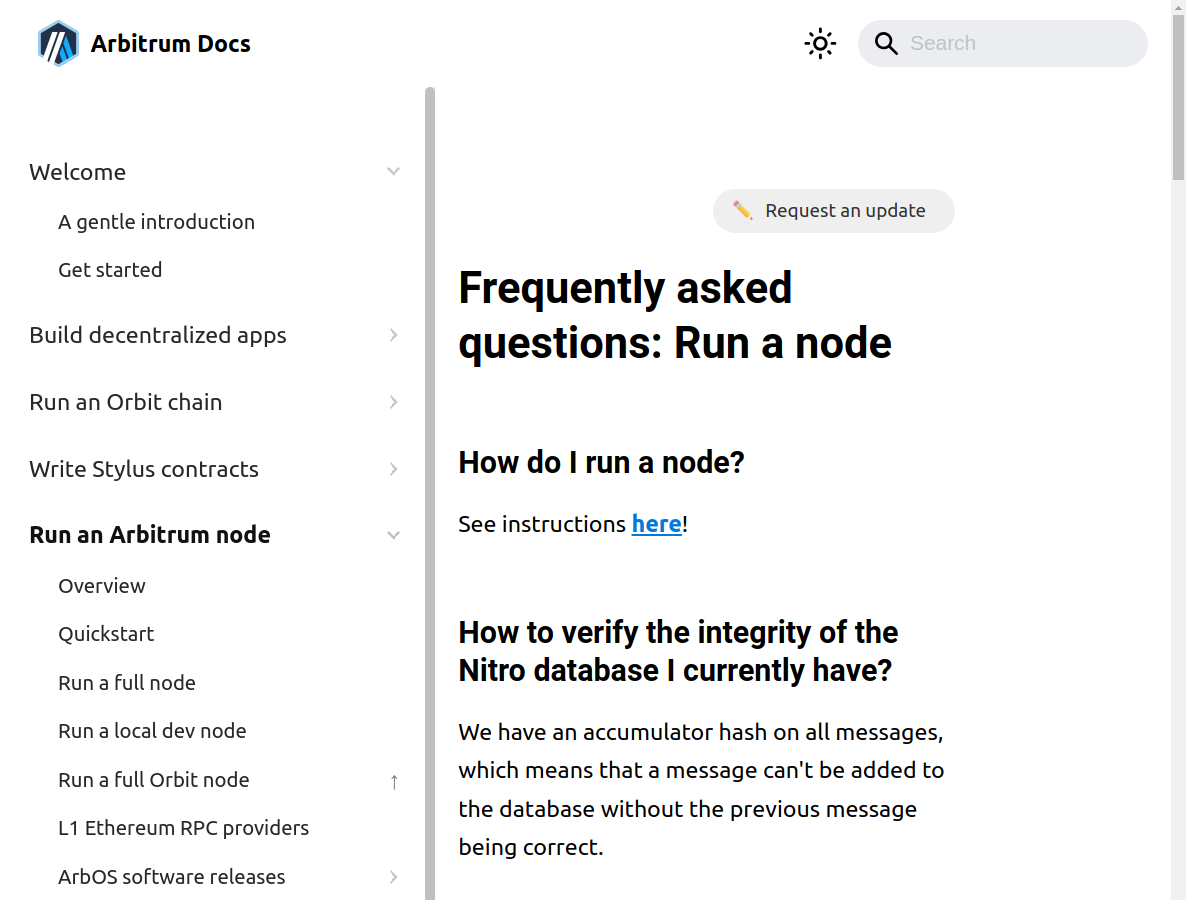 Arbitrum Docs
Search
Welcome
A gentle introduction
Get started
Build decentralized apps
Run an Orbit chain
Write Stylus contracts
Run an Arbitrum node
Overview
Quickstart
Run a full node
Run a local dev node
Run a full Orbit node ↑
L1 Ethereum RPC providers
ArbOS software releases
✏️ Request an update
Frequently asked
questions: Run a node
How do I run a node?
See instructions here!
How to verify the integrity of the
Nitro database I currently have?
We have an accumulator hash on all messages,
which means that a message can't be added to
the database without the previous message
being correct.